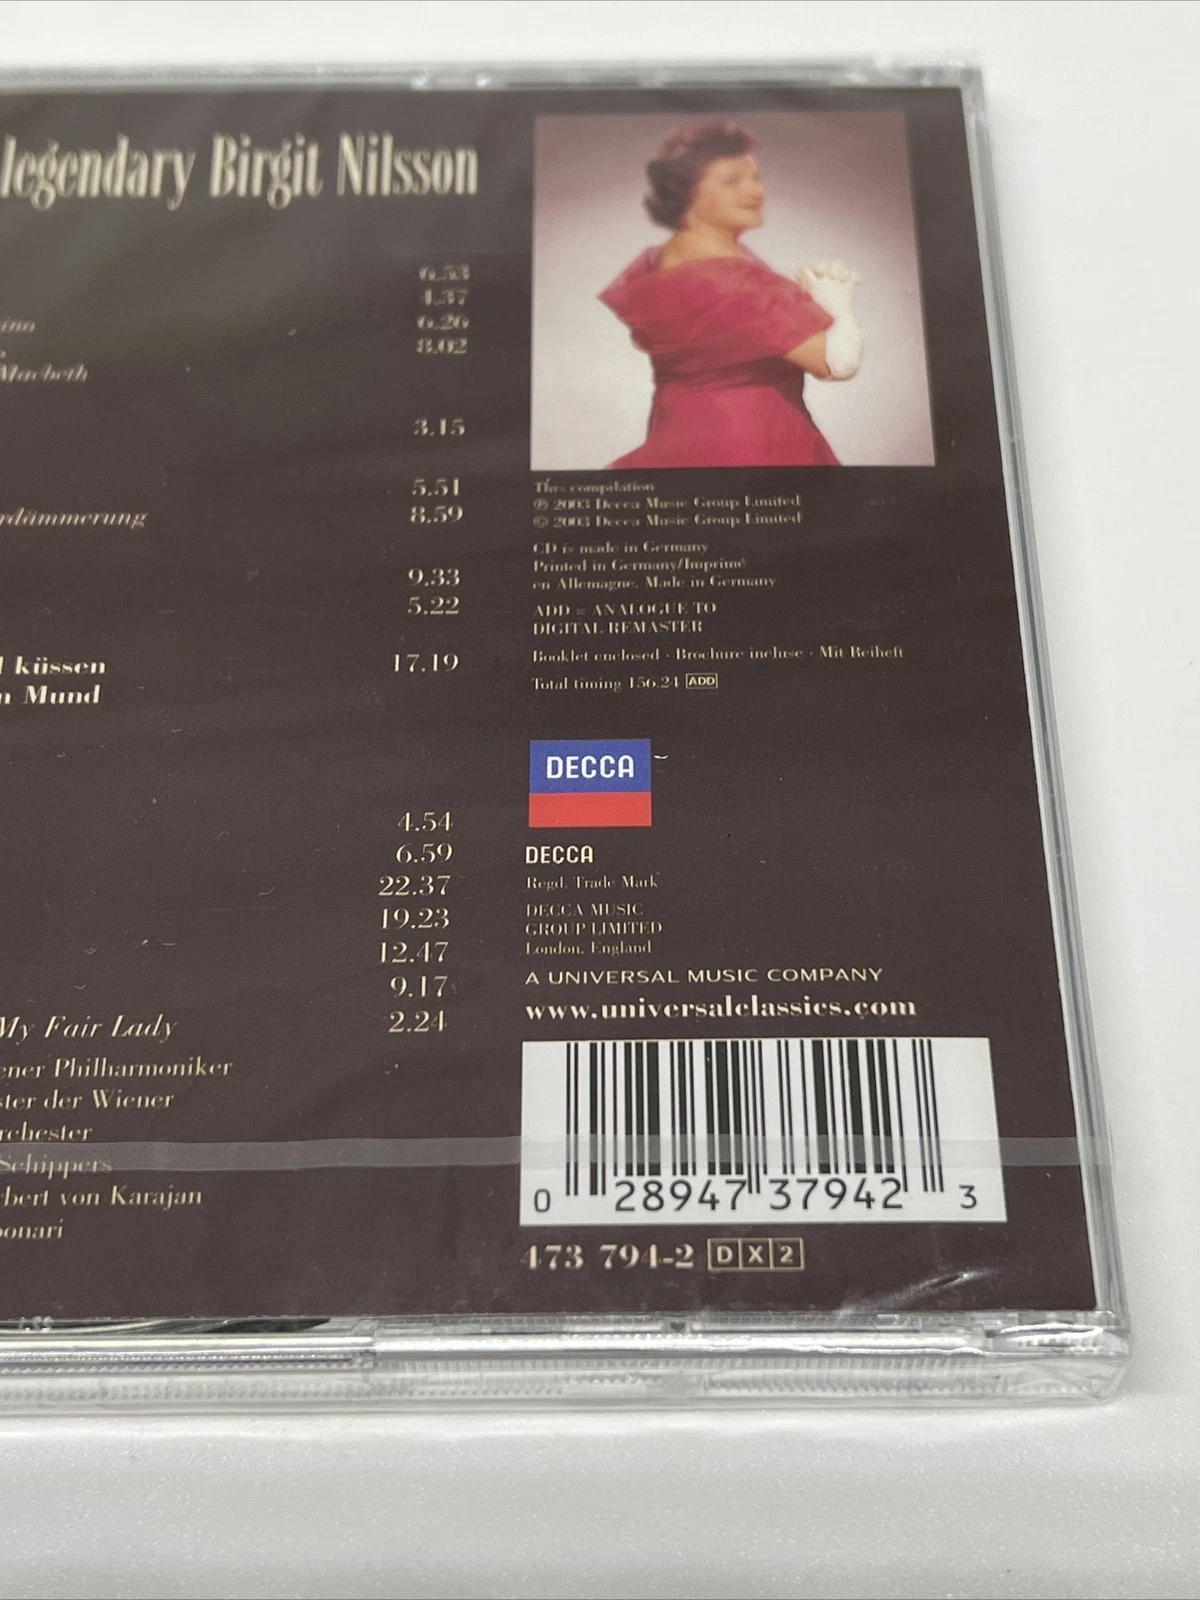 legendary Birgit Nilsson
6.53
4.37
6.26
8.02
Macbeth
3.15
5.51
rdämmerung 8.59
9.33
5.22
küssen 17.19
Mund
4.54
6.59
22.37
19.23
12.47
9.17
My Fair Lady 2.24
ener Philharmoniker
ster der Wiener
rchester
Schippers
rbert von Karajan
onari
This compilation
℗ 2003 Decca Music Group Limited
© 2003 Decca Music Group Limited
CD is made in Germany
Printed in Germany/Imprimé
en Allemagne. Made in Germany
ADD = ANALOGUE TO
DIGITAL REMASTER
Booklet enclosed · Brochure incluse · Mit Beiheft
Total timing 156.24 ADD
DECCA
DECCA
Regd. Trade Mark
DECCA MUSIC
GROUP LIMITED
London, England
A UNIVERSAL MUSIC COMPANY
www.universalclassics.com
0 28947 37942 3
473 794-2 DX2